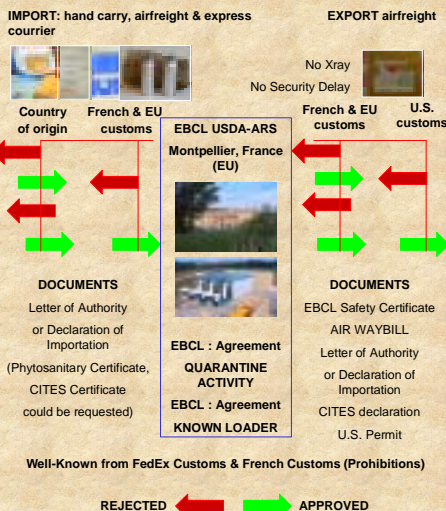 IMPORT: hand carry, airfreight & express
courrier
EXPORT airfreight
No Xray
No Security Delay
Country
of origin
French & EU
customs
EBCL USDA-ARS
Montpellier, France
(EU)
French & EU
customs
U.S.
customs
DOCUMENTS
Letter of Authority
or Declaration of
Importation
(Phytosanitary Certificate,
CITES Certificate
could be requested)
EBCL : Agreement
QUARANTINE
ACTIVITY
EBCL : Agreement
KNOWN LOADER
DOCUMENTS
EBCL Safety Certificate
AIR WAYBILL
Letter of Authority
or Declaration of
Importation
CITES declaration
U.S. Permit
Well-Known from FedEx Customs & French Customs (Prohibitions)
REJECTED
APPROVED